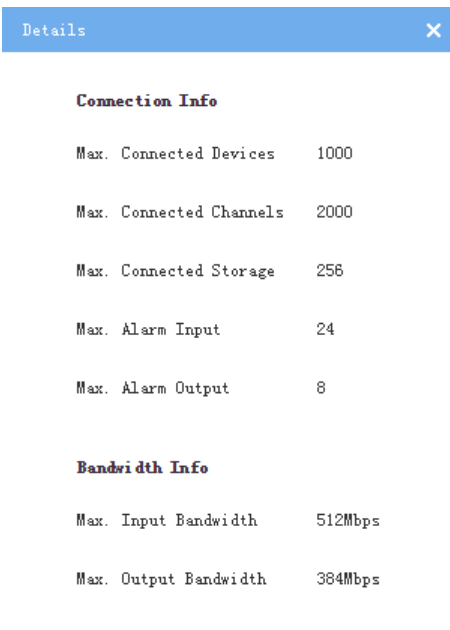 Details
Connection Info
Max. Connected Devices 1000
Max. Connected Channels 2000
Max. Connected Storage 256
Max. Alarm Input 24
Max. Alarm Output 8
Bandwidth Info
Max. Input Bandwidth 512Mbps
Max. Output Bandwidth 384Mbps